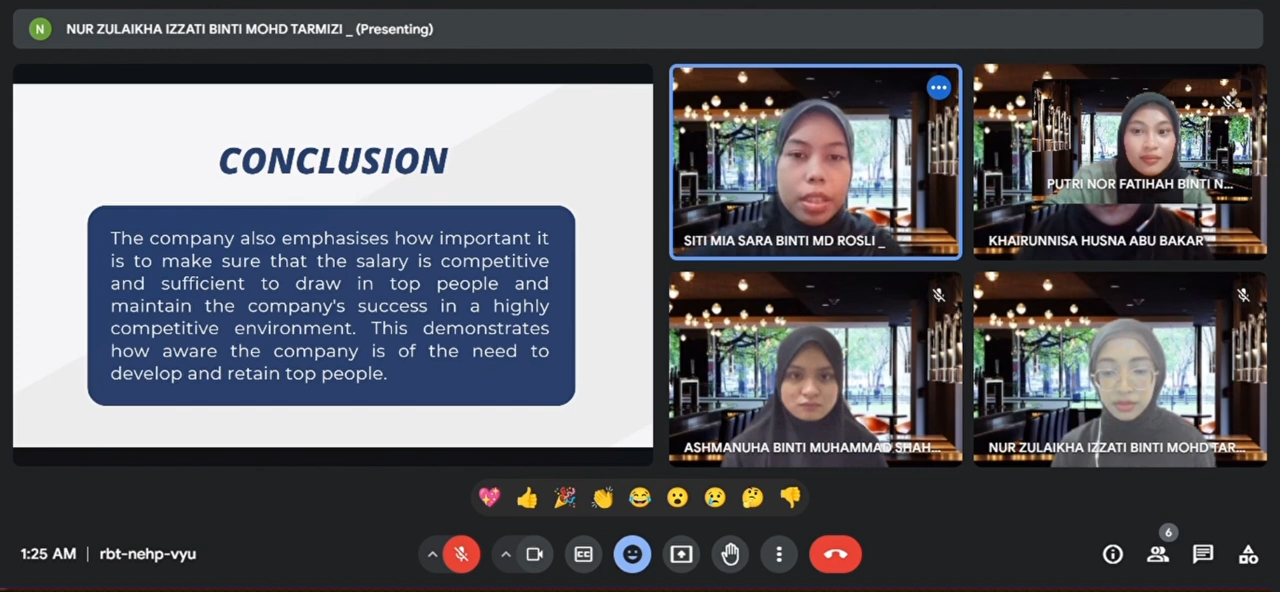 N NUR ZULAIKHA IZZATI BINTI MOHD TARMIZI _ (Presenting)
CONCLUSION
The company also emphasises how important it
is to make sure that the salary is competitive
and sufficient to draw in top people and
maintain the company's success in a highly
competitive environment. This demonstrates
how aware the company is of the need to
develop and retain top people.
SITI MIA SARA BINTI MD ROSLI _
PUTRI NOR FATIHAH BINTI N...
KHAIRUNNISA HUSNA ABU BAKAR
ASHMANUHA BINTI MUHAMMAD SHAH...
NUR ZULAIKHA IZZATI BINTI MOHD TAR...
1:25 AM | rbt-nehp-vyu
CC
6